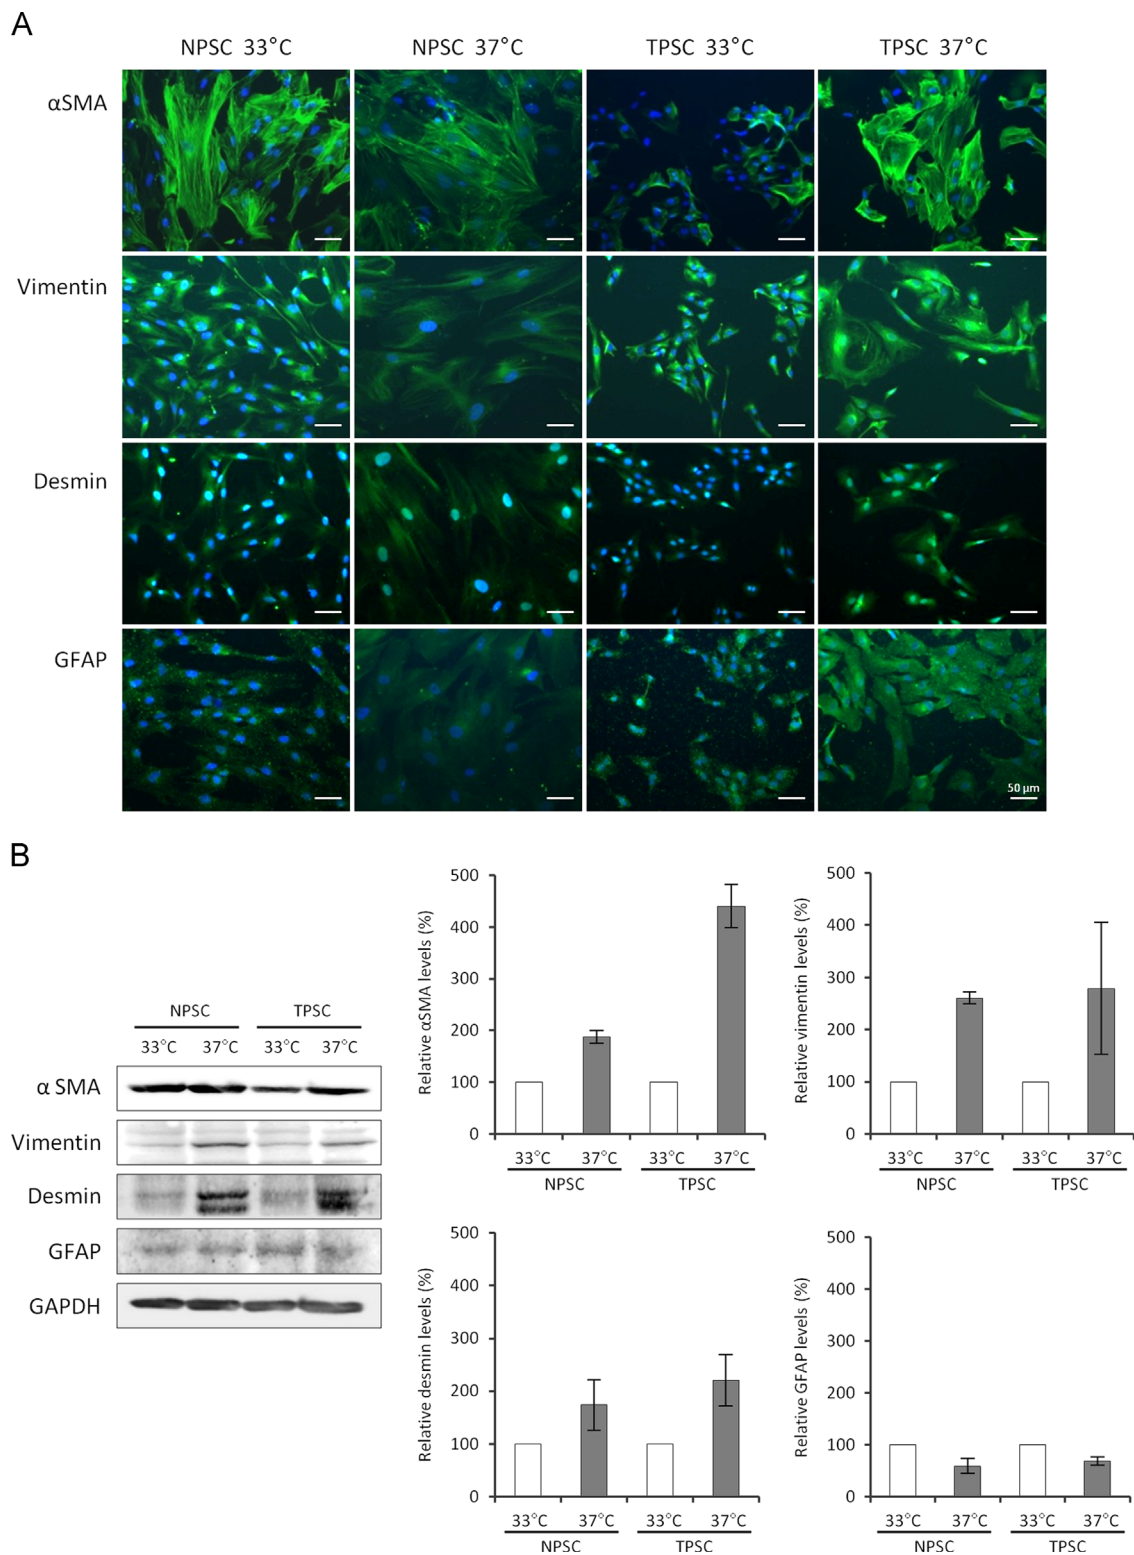 A
NPSC 33°C NPSC 37°C TPSC 33°C TPSC 37°C
αSMA
Vimentin
Desmin
GFAP
50 μm
B
NPSC TPSC
33°C 37°C 33°C 37°C
α SMA
Vimentin
Desmin
GFAP
GAPDH
Relative αSMA levels (%)
500
400
300
200
100
0
33°C 37°C 33°C 37°C
NPSC TPSC
Relative vimentin levels (%)
500
400
300
200
100
0
33°C 37°C 33°C 37°C
NPSC TPSC
Relative desmin levels (%)
500
400
300
200
100
0
33°C 37°C 33°C 37°C
NPSC TPSC
Relative GFAP levels (%)
500
400
300
200
100
0
33°C 37°C 33°C 37°C
NPSC TPSC